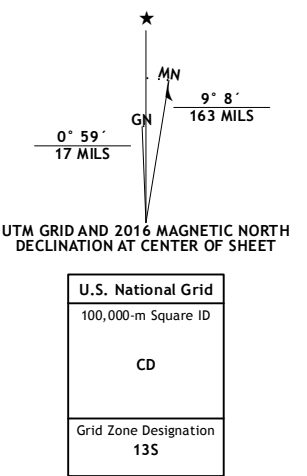 ★
MN
GN
9° 8´
163 MILS
0° 59´
17 MILS
UTM GRID AND 2016 MAGNETIC NORTH
DECLINATION AT CENTER OF SHEET
U.S. National Grid
100,000-m Square ID
CD
Grid Zone Designation
13S